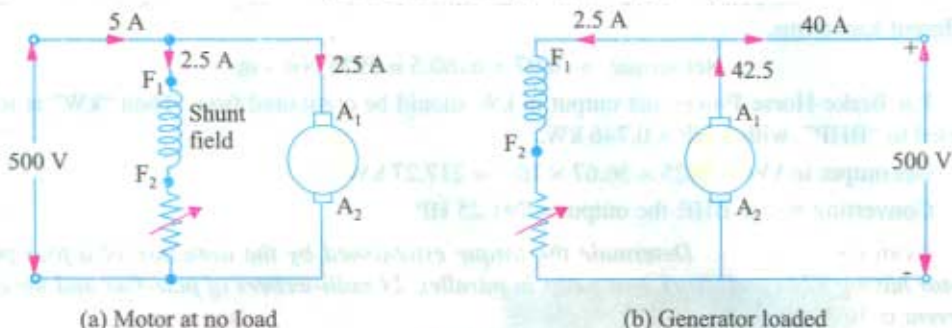 5 A
2.5 A
2.5 A
F1
Shunt
field
F2
A1
A2
500 V
(a) Motor at no load
2.5 A
40 A
+
F1
42.5
F2
A1
A2
500 V
-
(b) Generator loaded